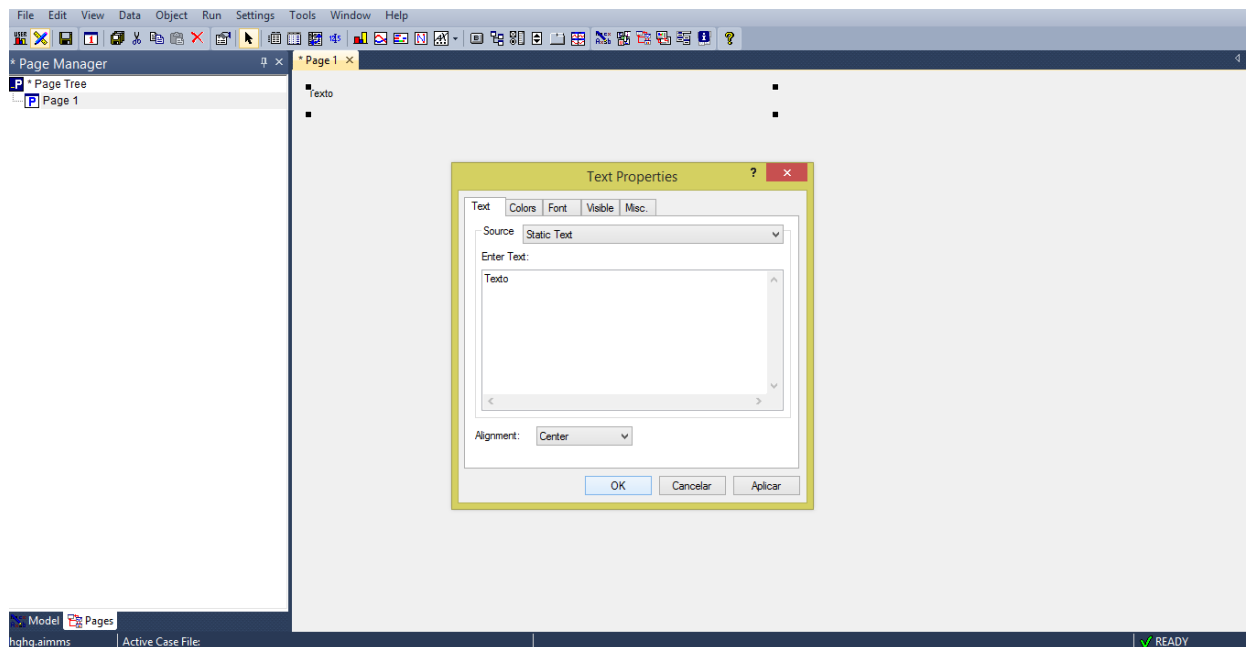 File Edit View Data Object Run Settings Tools Window Help
* Page Manager
* Page 1
* Page Tree
Page 1
Texto
Text Properties
Text Colors Font Visible Misc.
Source Static Text
Enter Text:
Texto
Alignment: Center
OK Cancelar Aplicar
Model Pages
hghg.aimms Active Case File: READY